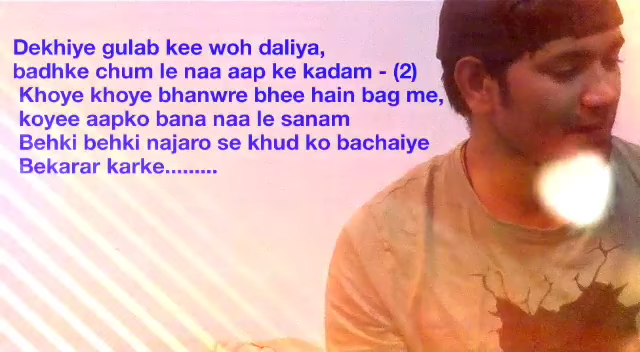 Dekhiye gulab kee woh daliya,
badhke chum le naa aap ke kadam - (2)
Khoye khoye bhanwre bhee hain bag me,
koyee aapko bana naa le sanam
Behki behki najaro se khud ko bachaiye
Bekarar karke.........